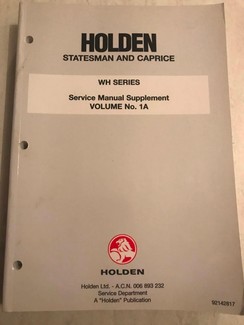 HOLDEN
STATESMAN AND CAPRICE
WH SERIES
Service Manual Supplement
VOLUME No. 1A
HOLDEN
Holden Ltd. - A.C.N. 006 893 232
Service Department
A "Holden" Publication
92142817